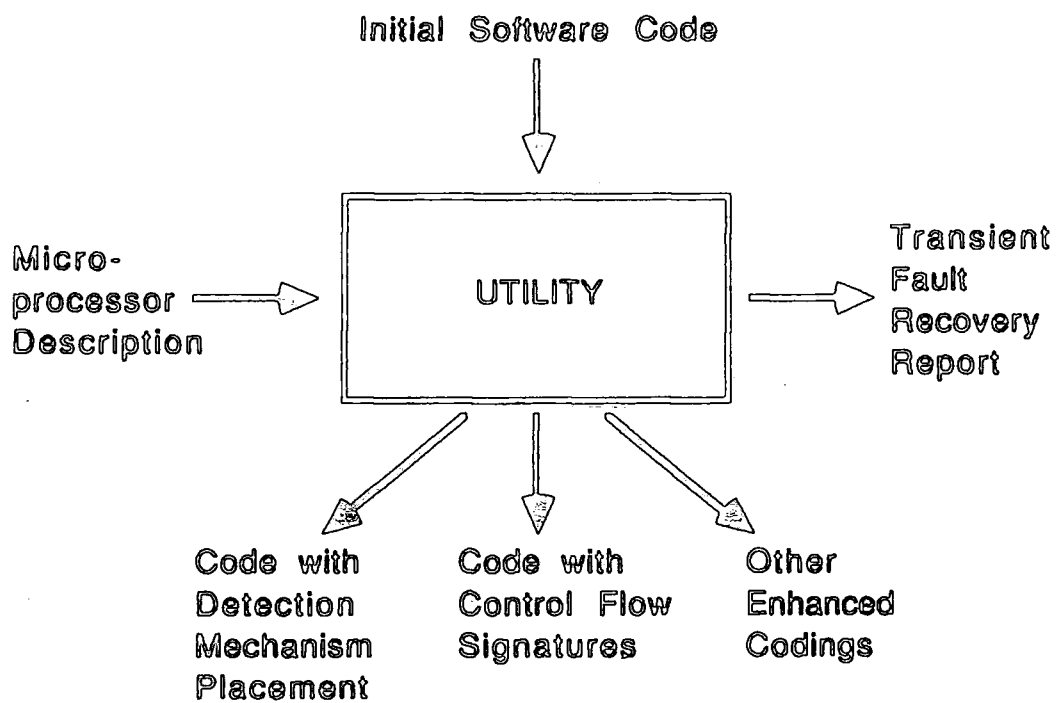 Initial Software Code
Micro-
processor
Description
UTILITY
Transient
Fault
Recovery
Report
Code with
Detection
Mechanism
Placement
Code with
Control Flow
Signatures
Other
Enhanced
Codings